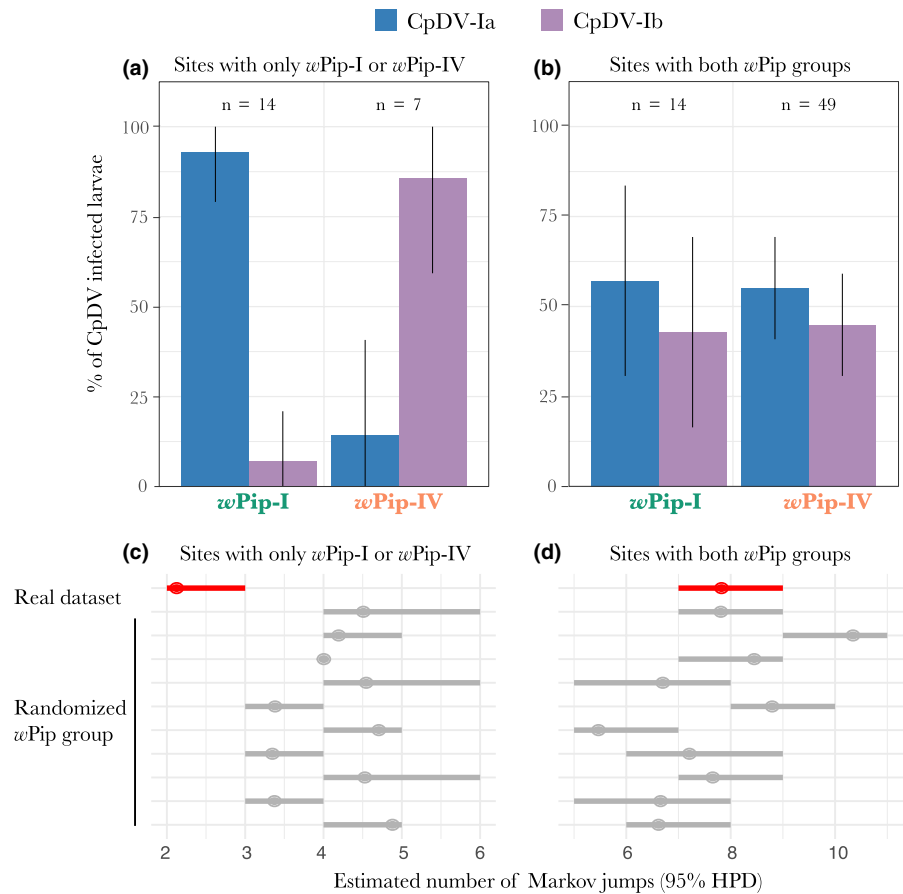 CpDV-Ia CpDV-Ib
(a) Sites with only wPip-I or wPip-IV
(b) Sites with both wPip groups
% of CpDV infected larvae
n = 14 n = 7
100
75
50
25
0
wPip-I wPip-IV
n = 14 n = 49
100
75
50
25
0
wPip-I wPip-IV
(c) Sites with only wPip-I or wPip-IV
(d) Sites with both wPip groups
Real dataset
Randomized
wPip group
2 3 4 5 6
6 8 10
Estimated number of Markov jumps (95% HPD)